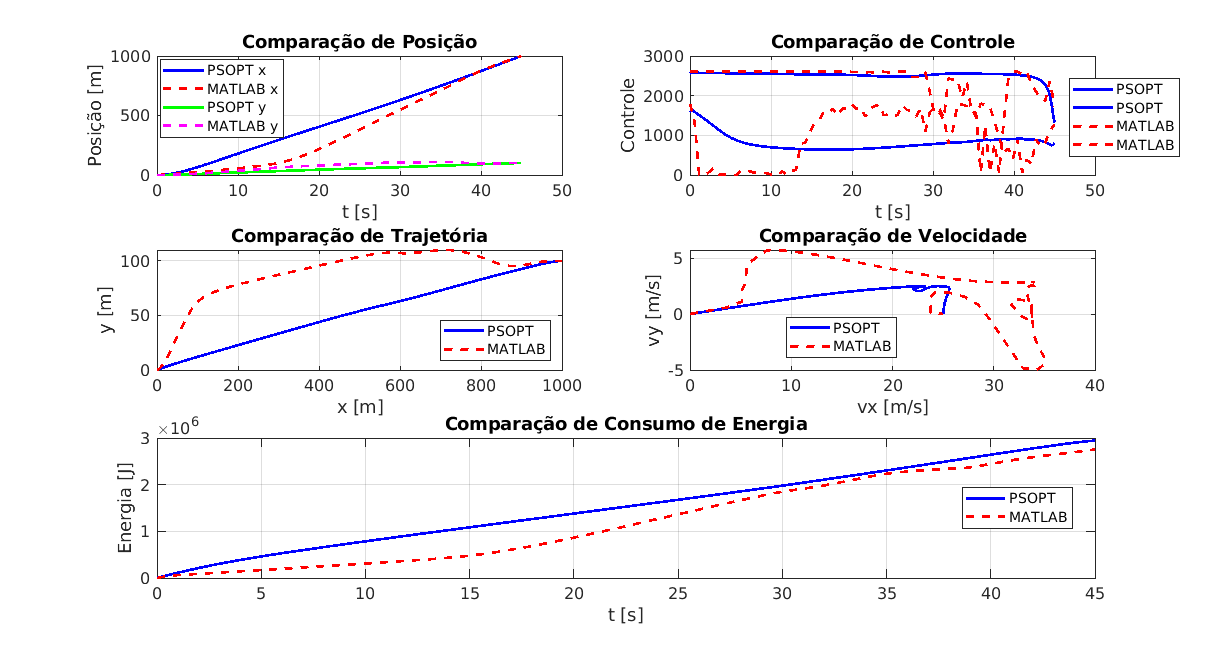 Comparação de Posição
1000
500
0
0 10 20 30 40 50
Posição [m]
t [s]
PSOPT x
MATLAB x
PSOPT y
MATLAB y
Comparação de Controle
3000
2000
1000
0
0 10 20 30 40 50
Controle
t [s]
PSOPT
PSOPT
MATLAB
MATLAB
Comparação de Trajetória
100
50
0
0 200 400 600 800 1000
y [m]
x [m]
PSOPT
MATLAB
Comparação de Velocidade
5
0
-5
0 10 20 30 40
vy [m/s]
vx [m/s]
PSOPT
MATLAB
Comparação de Consumo de Energia
×10^6
3
2
1
0
0 5 10 15 20 25 30 35 40 45
Energia [J]
t [s]
PSOPT
MATLAB